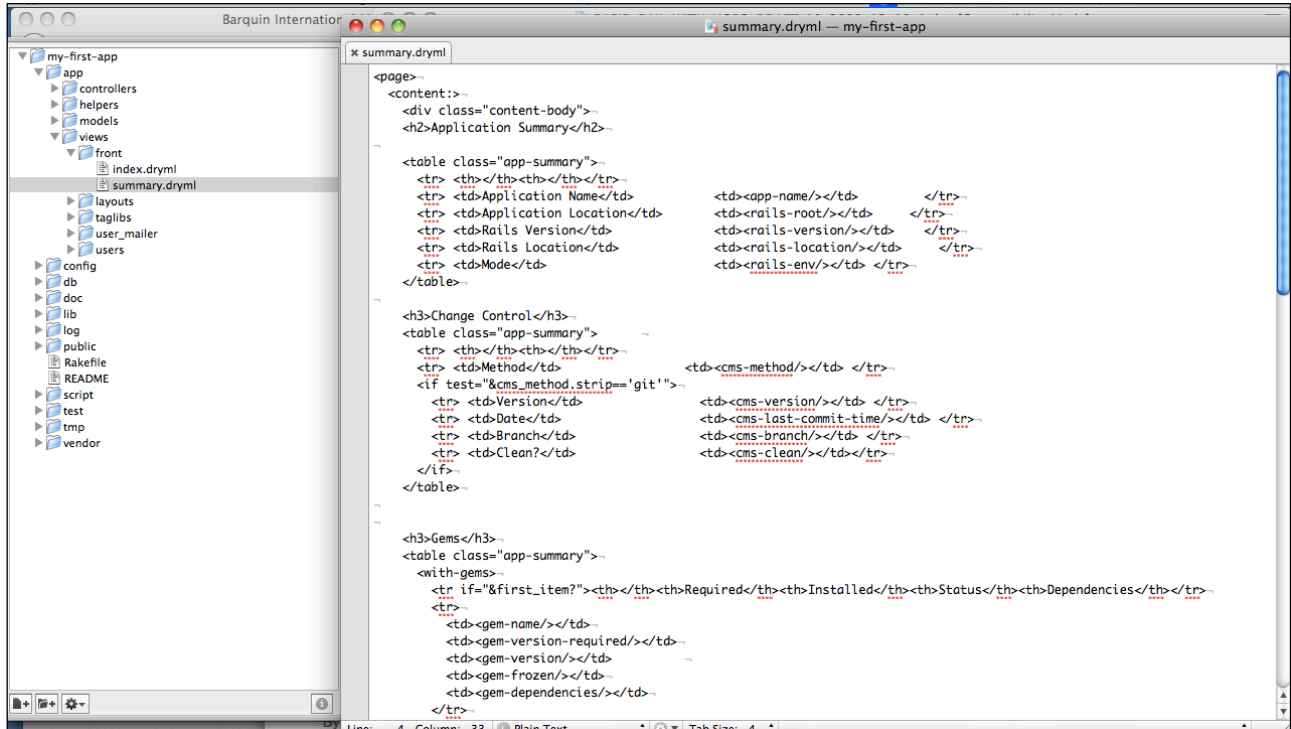 Barquin Internation
summary.dryml — my-first-app
my-first-app
app
controllers
helpers
models
views
front
index.dryml
summary.dryml
layouts
taglibs
user_mailer
users
config
db
doc
lib
log
public
Rakefile
README
script
test
tmp
vendor
× summary.dryml
<page>¬
<content:>¬
<div class="content-body">¬
<h2>Application Summary</h2>¬
¬
<table class="app-summary">¬
<tr> <th></th><th></th></tr>¬
<tr> <td>Application Name</td> <td><app-name/></td> </tr>¬
<tr> <td>Application Location</td> <td><rails-root/></td> </tr>¬
<tr> <td>Rails Version</td> <td><rails-version/></td> </tr>¬
<tr> <td>Rails Location</td> <td><rails-location/></td> </tr>¬
<tr> <td>Mode</td> <td><rails-env/></td> </tr>¬
</table>¬
¬
<h3>Change Control</h3>¬
<table class="app-summary"> ¬
<tr> <th></th><th></th></tr>¬
<tr> <td>Method</td> <td><cms-method/></td> </tr>¬
<if test="&cms_method.strip=='git'">¬
<tr> <td>Version</td> <td><cms-version/></td> </tr>¬
<tr> <td>Date</td> <td><cms-last-commit-time/></td> </tr>¬
<tr> <td>Branch</td> <td><cms-branch/></td> </tr>¬
<tr> <td>Clean?</td> <td><cms-clean/></td></tr>¬
</if>¬
</table>¬
¬
¬
<h3>Gems</h3>¬
<table class="app-summary">¬
<with-gems>¬
<tr if="&first_item?"><th></th><th>Required</th><th>Installed</th><th>Status</th><th>Dependencies</th></tr>¬
<tr>¬
<td><gem-name/></td>¬
<td><gem-version-required/></td>¬
<td><gem-version/></td> ¬
<td><gem-frozen/></td>¬
<td><gem-dependencies/></td>¬
</tr>¬
By
Line: 4 Column: 33 Plain Text Tab Size: 4